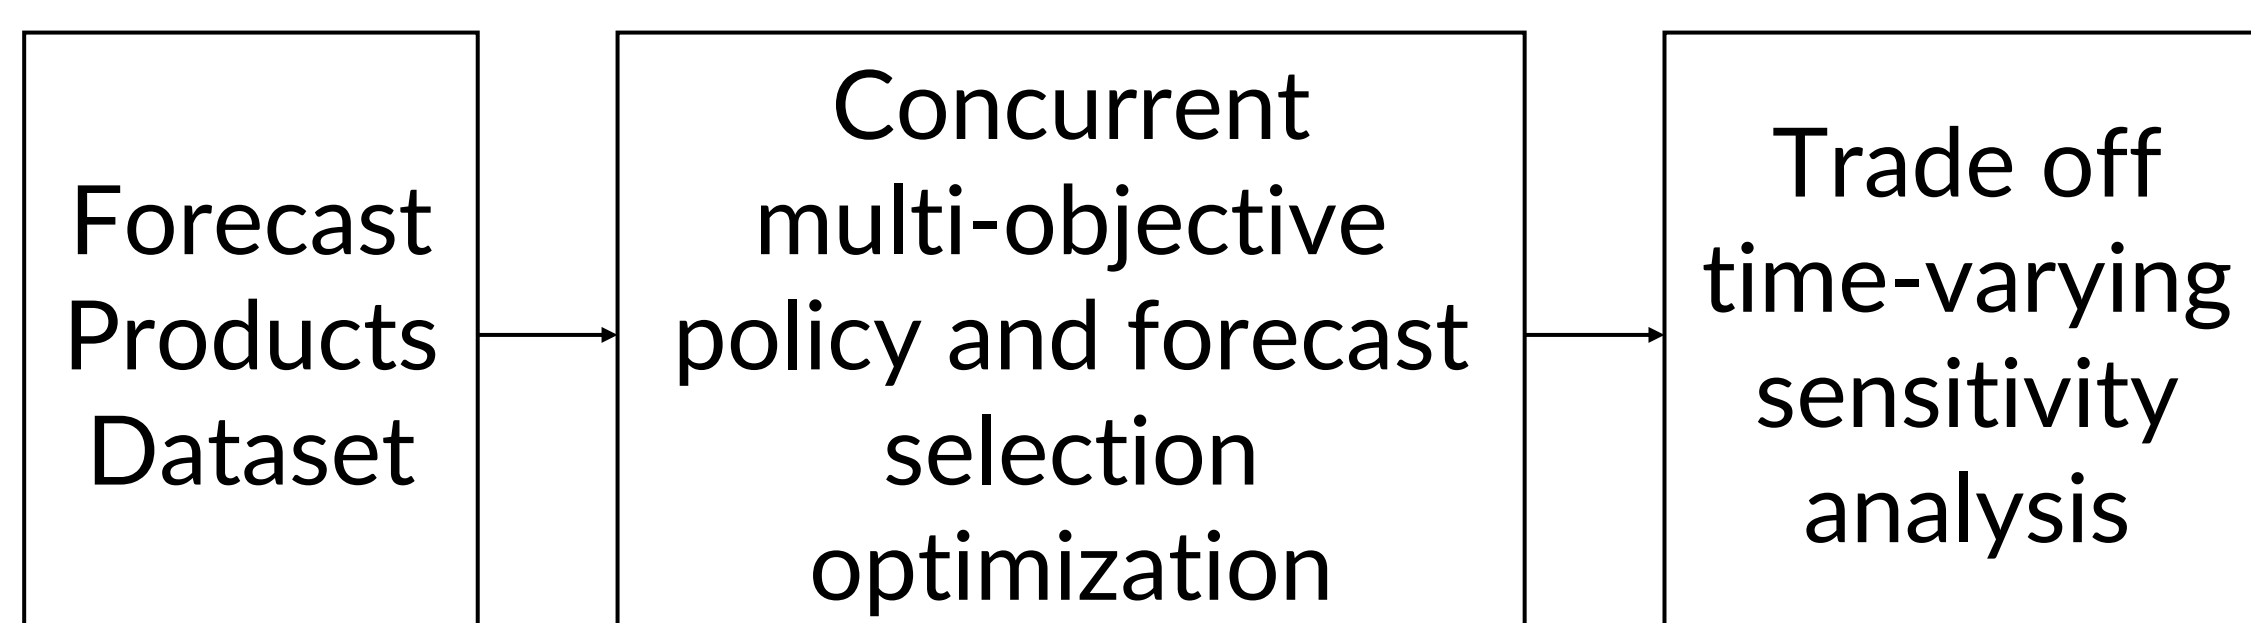 Forecast
Products
Dataset
Concurrent
multi-objective
policy and forecast
selection
optimization
Trade off
time-varying
sensitivity
analysis